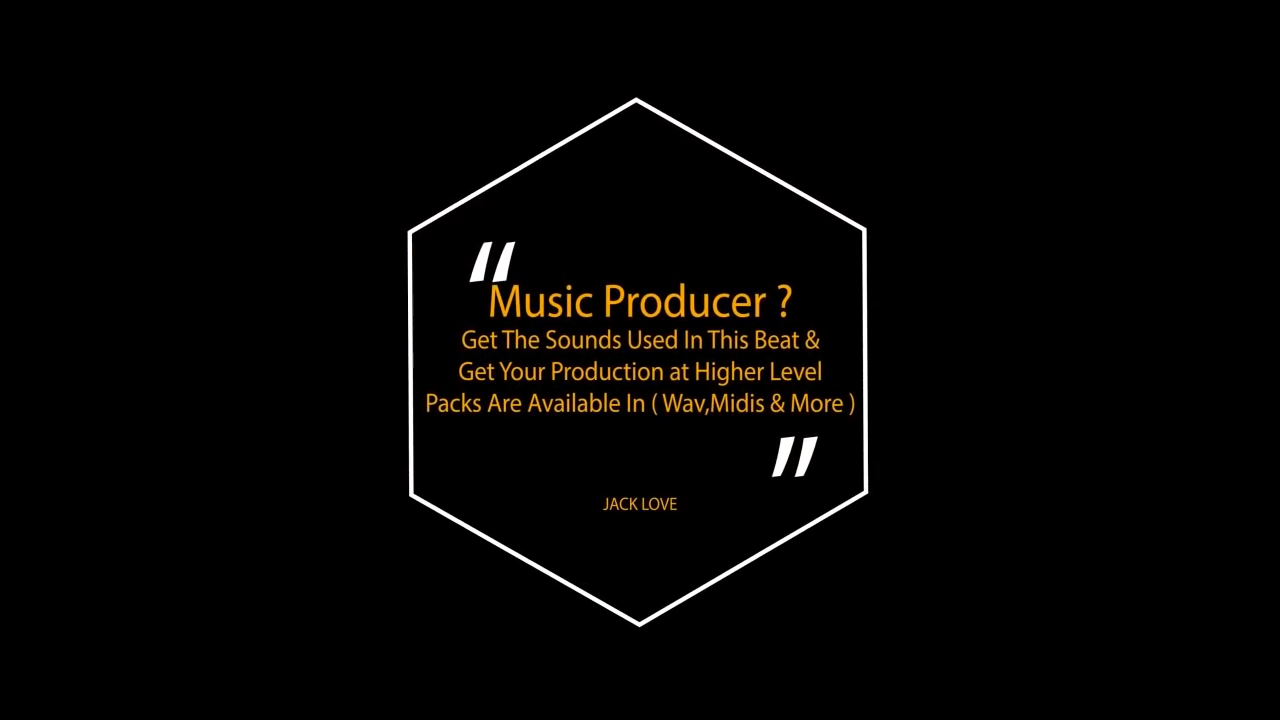 “
Music Producer ?
Get The Sounds Used In This Beat &
Get Your Production at Higher Level
Packs Are Available In ( Wav,Midis & More )
”
JACK LOVE